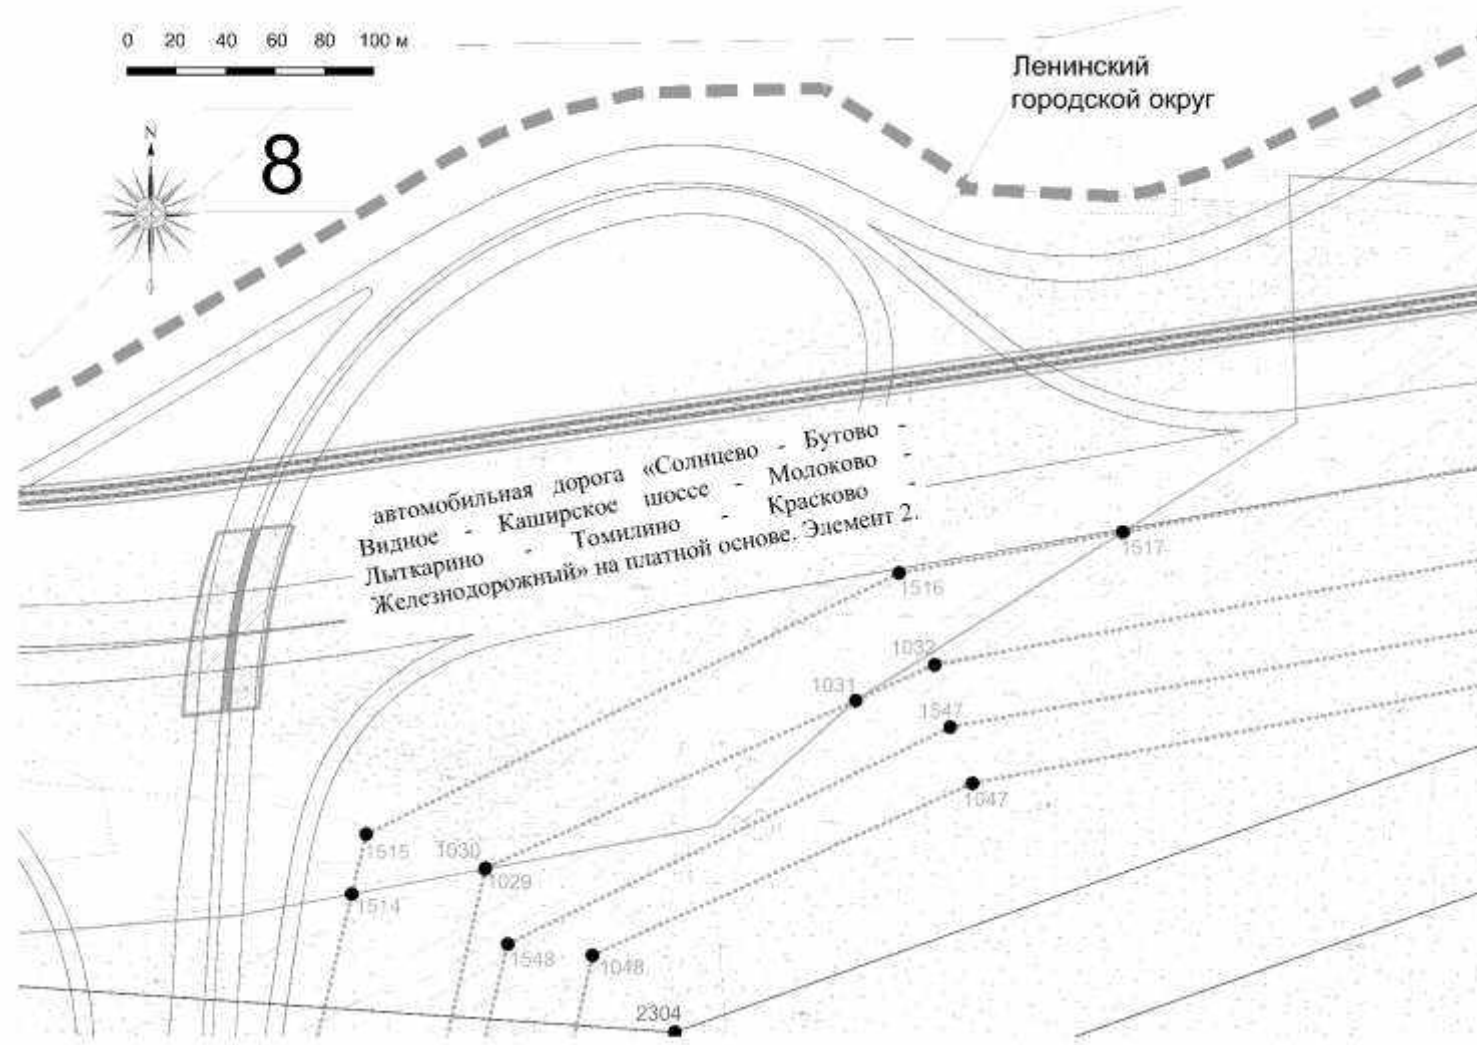 0 20 40 60 80 100 м
Ленинский
городской округ
N
8
автомобильная дорога «Солнцево - Бутово -
Видное - Каширское шоссе - Молоково -
Лыткарино - Томилино - Красково -
Железнодорожный» на платной основе. Элемент 2.
1517
1516
1032
1031
1547
1047
1515
1030
1029
1514
1548
1048
2304